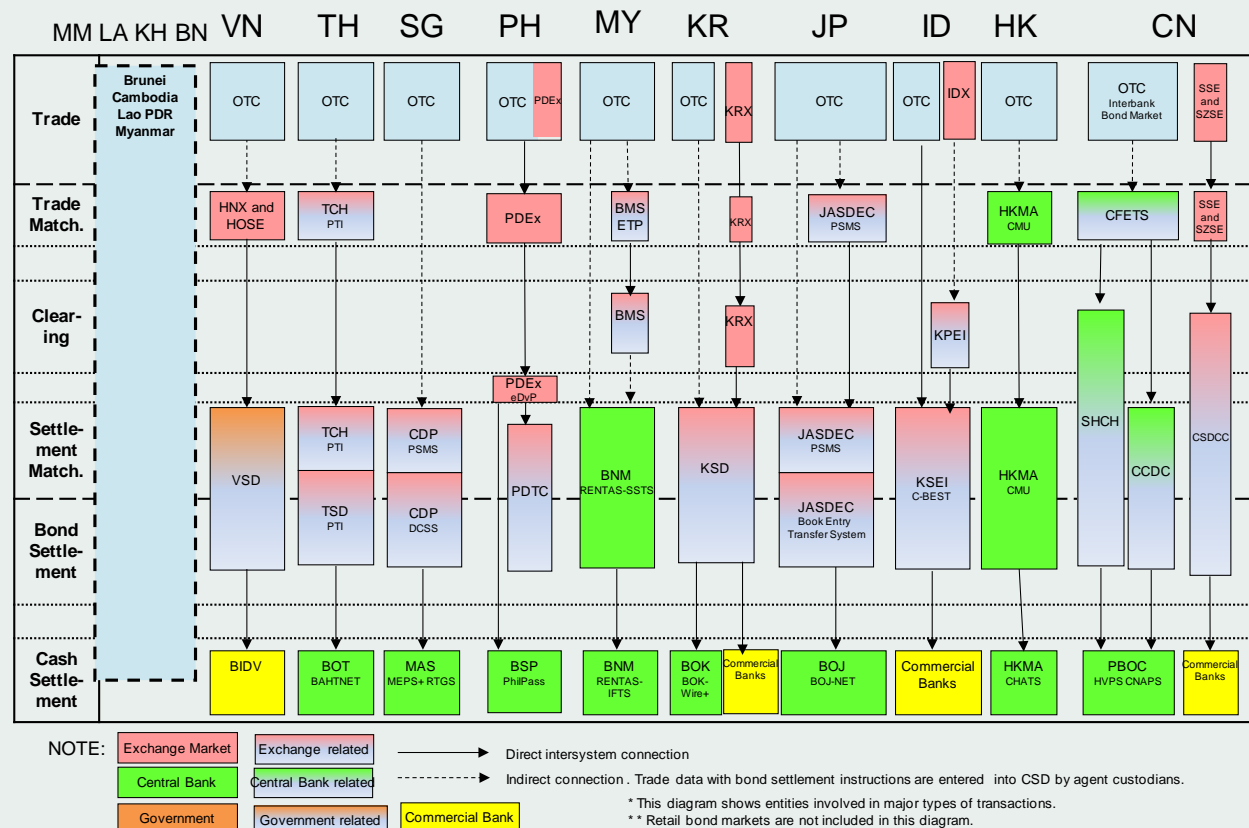 MM LA KH BN VN TH SG PH MY KR JP ID HK CN
Trade
Brunei
Cambodia
Lao PDR
Myanmar
OTC
OTC
OTC
OTC
PDEx
OTC
OTC
KRX
OTC
OTC
IDX
OTC
OTC
Interbank
Bond Market
SSE
and
SZSE
Trade
Match.
HNX and
HOSE
TCH
PTI
PDEx
BMS
ETP
KRX
JASDEC
PSMS
HKMA
CMU
CFETS
SSE
and
SZSE
Clear-
ing
BMS
KRX
KPEI
PDEx
eDvP
Settle-
ment
Match.
VSD
TCH
PTI
CDP
PSMS
PDTC
BNM
RENTAS-SSTS
KSD
JASDEC
PSMS
KSEI
C-BEST
HKMA
CMU
SHCH
CCDC
CSDCC
Bond
Settle-
ment
TSD
PTI
CDP
DCSS
JASDEC
Book Entry
Transfer System
Cash
Settle-
ment
BIDV
BOT
BAHTNET
MAS
MEPS+ RTGS
BSP
PhilPass
BNM
RENTAS-
IFTS
BOK
BOK-
Wire+
Commercial
Banks
BOJ
BOJ-NET
Commercial
Banks
HKMA
CHATS
PBOC
HVPS CNAPS
Commercial
Banks
NOTE:
Exchange Market
Exchange related
Direct intersystem connection
Central Bank
Central Bank related
Indirect connection . Trade data with bond settlement instructions are entered into CSD by agent custodians.
Government
Government related
Commercial Bank
* This diagram shows entities involved in major types of transactions.
* * Retail bond markets are not included in this diagram.